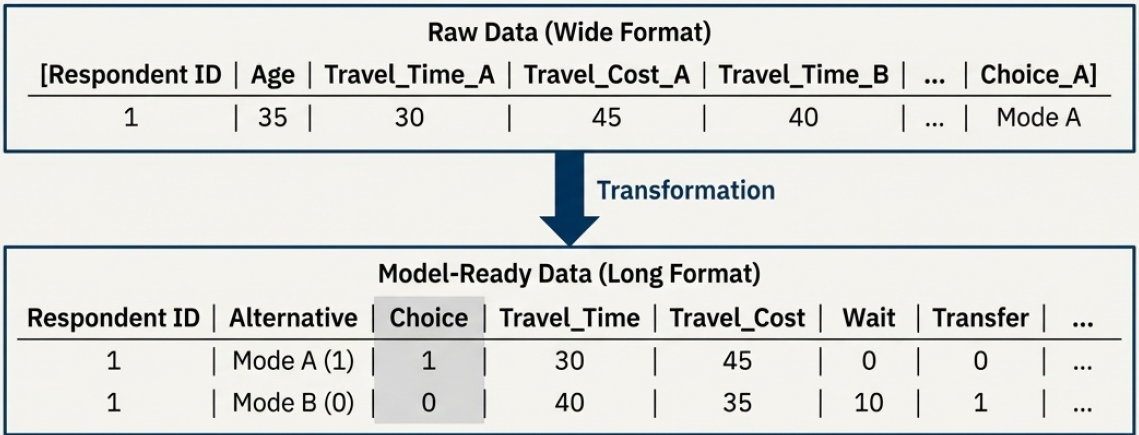 Raw Data (Wide Format)
[Respondent ID | Age | Travel_Time_A | Travel_Cost_A | Travel_Time_B | ... | Choice_A]
1 | 35 | 30 | 45 | 40 | ... | Mode A
Transformation
Model-Ready Data (Long Format)
Respondent ID | Alternative | Choice | Travel_Time | Travel_Cost | Wait | Transfer | ...
1 | Mode A (1) | 1 | 30 | 45 | 0 | 0 | ...
1 | Mode B (0) | 0 | 40 | 35 | 10 | 1 | ...